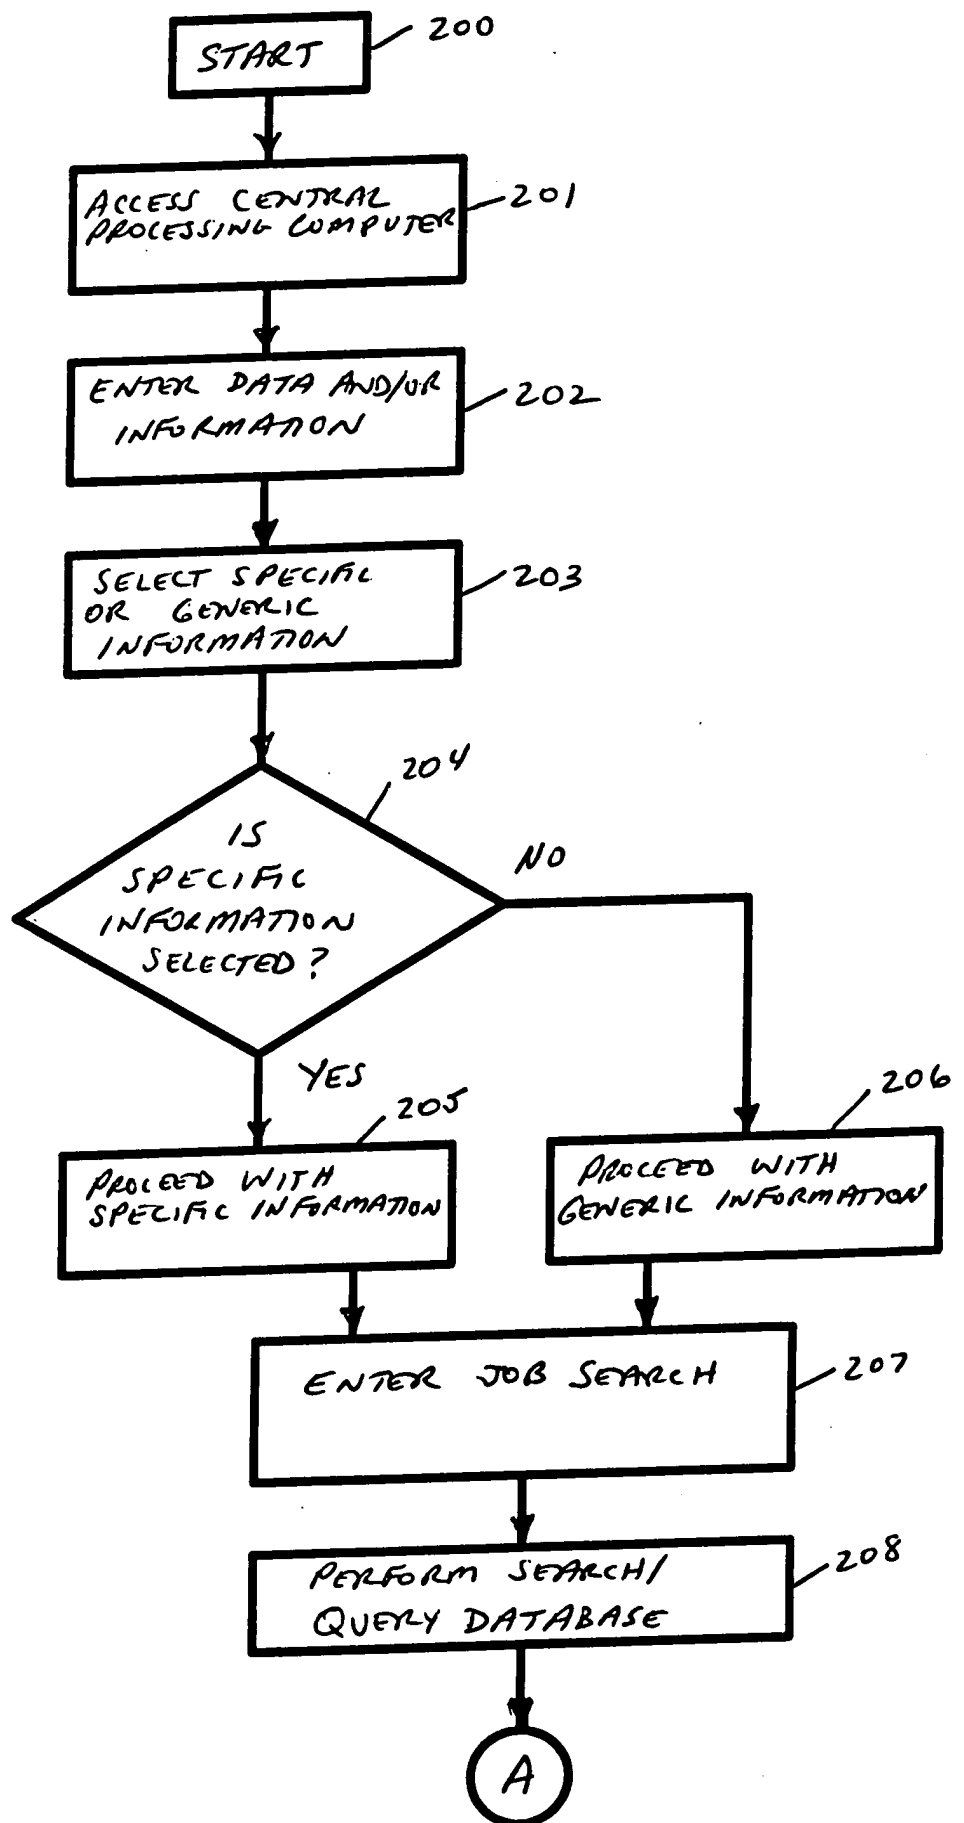 START
200
ACCESS CENTRAL
PROCESSING COMPUTER
201
ENTER DATA AND/OR
INFORMATION
202
SELECT SPECIFIC
OR GENERIC
INFORMATION
203
204
IS
SPECIFIC
INFORMATION
SELECTED?
NO
YES
205
206
PROCEED WITH
SPECIFIC INFORMATION
PROCEED WITH
GENERIC INFORMATION
ENTER JOB SEARCH
207
PERFORM SEARCH/
QUERY DATABASE
208
A